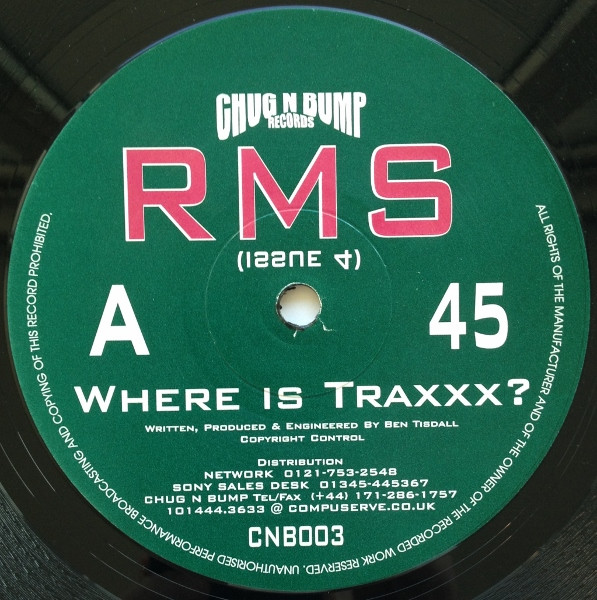 CHUG N BUMP
RECORDS
RMS
(ISSUE 4)
A
45
WHERE IS TRAXXX?
WRITTEN, PRODUCED & ENGINEERED BY BEN TISDALL
COPYRIGHT CONTROL
DISTRIBUTION
NETWORK 0121-753-2548
SONY SALES DESK 01345-445367
CHUG N BUMP TEL/FAX (+44) 171-286-1757
101444.3633 @ COMPUSERVE.CO.UK
CNB003
ALL RIGHTS OF THE MANUFACTURER AND OF THE OWNER OF THE RECORDED WORK RESERVED. UNAUTHORISED PERFORMANCE BROADCASTING AND COPYING OF THIS RECORD PROHIBITED.